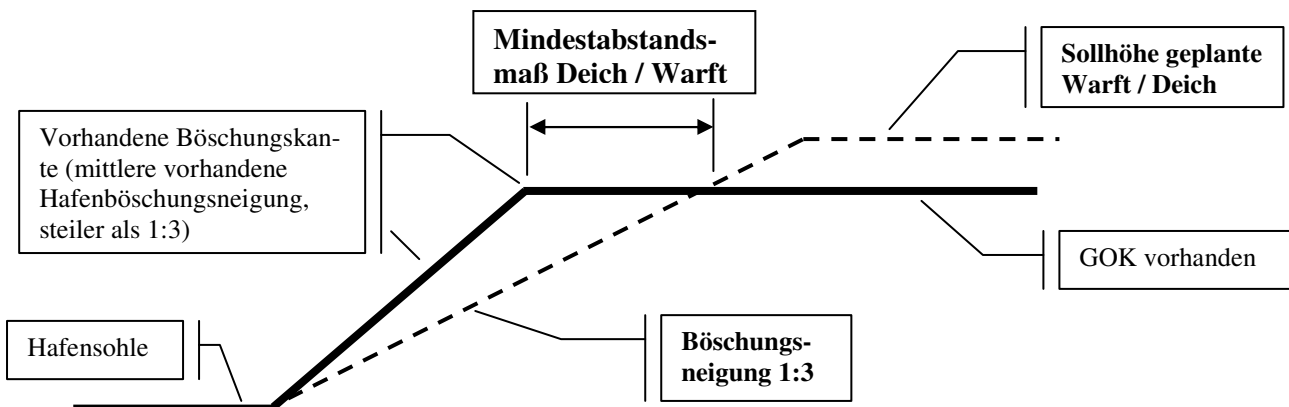 Mindestabstands-
maß Deich / Warft
Sollhöhe geplante
Warft / Deich
Vorhandene Böschungskan-
te (mittlere vorhandene
Hafenböschungsneigung,
steiler als 1:3)
GOK vorhanden
Hafensohle
Böschungs-
neigung 1:3